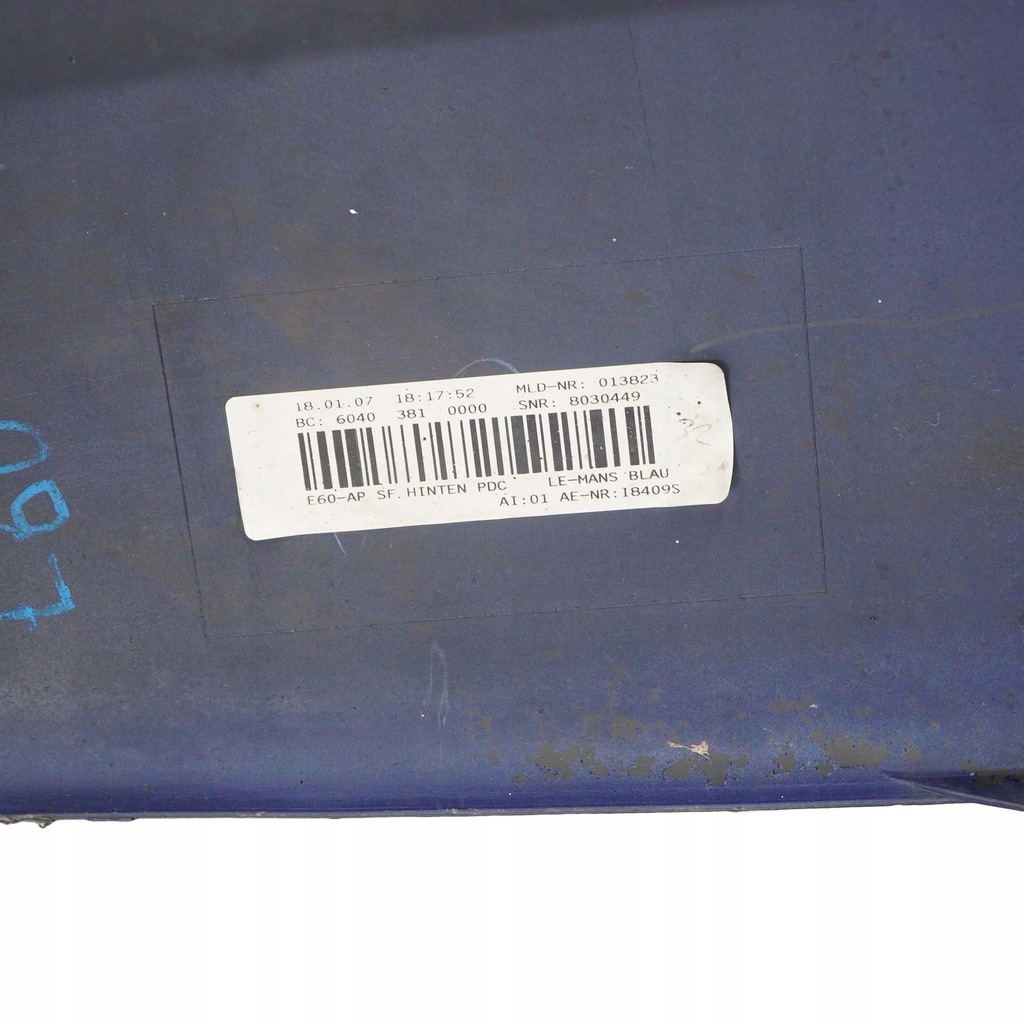 18.01.07 18:17:52 MLD-NR: 013823
BC: 6040 381 0000 SNR: 8030449
E60-AP SF.HINTEN PDC LE-MANS BLAU
AI:01 AE-NR:I8409S